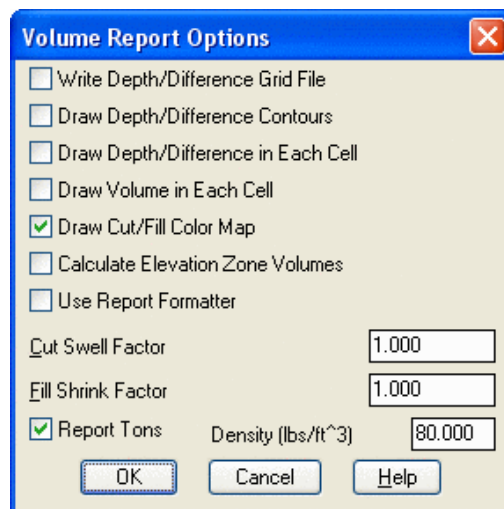 Volume Report Options
Write Depth/Difference Grid File
Draw Depth/Difference Contours
Draw Depth/Difference in Each Cell
Draw Volume in Each Cell
Draw Cut/Fill Color Map
Calculate Elevation Zone Volumes
Use Report Formatter
Cut Swell Factor 1.000
Fill Shrink Factor 1.000
Report Tons Density (lbs/ft^3) 80.000
OK Cancel Help